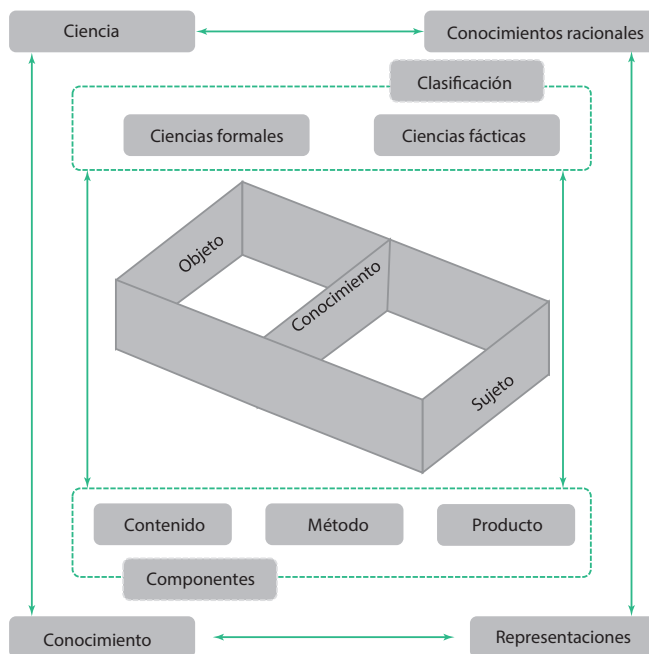 Ciencia
Conocimientos racionales
Clasificación
Ciencias formales
Ciencias fácticas
Objeto
Conocimiento
Sujeto
Contenido
Método
Producto
Componentes
Conocimiento
Representaciones